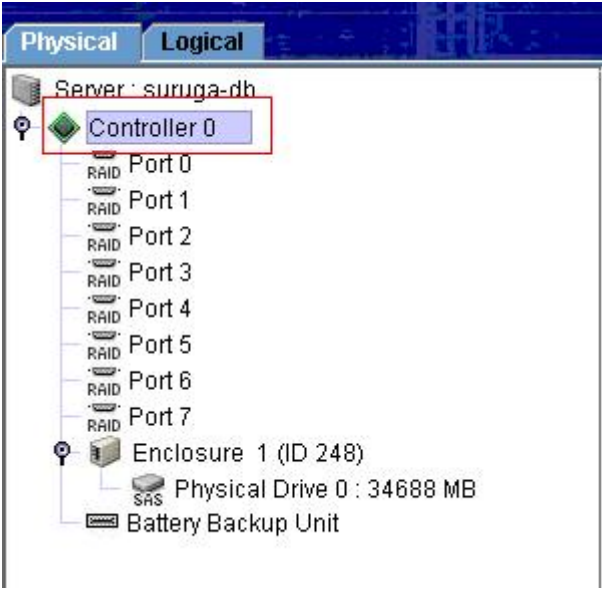 Physical Logical
Server : suruga-db
Controller 0
RAID Port 0
RAID Port 1
RAID Port 2
RAID Port 3
RAID Port 4
RAID Port 5
RAID Port 6
RAID Port 7
Enclosure 1 (ID 248)
SAS Physical Drive 0 : 34688 MB
Battery Backup Unit